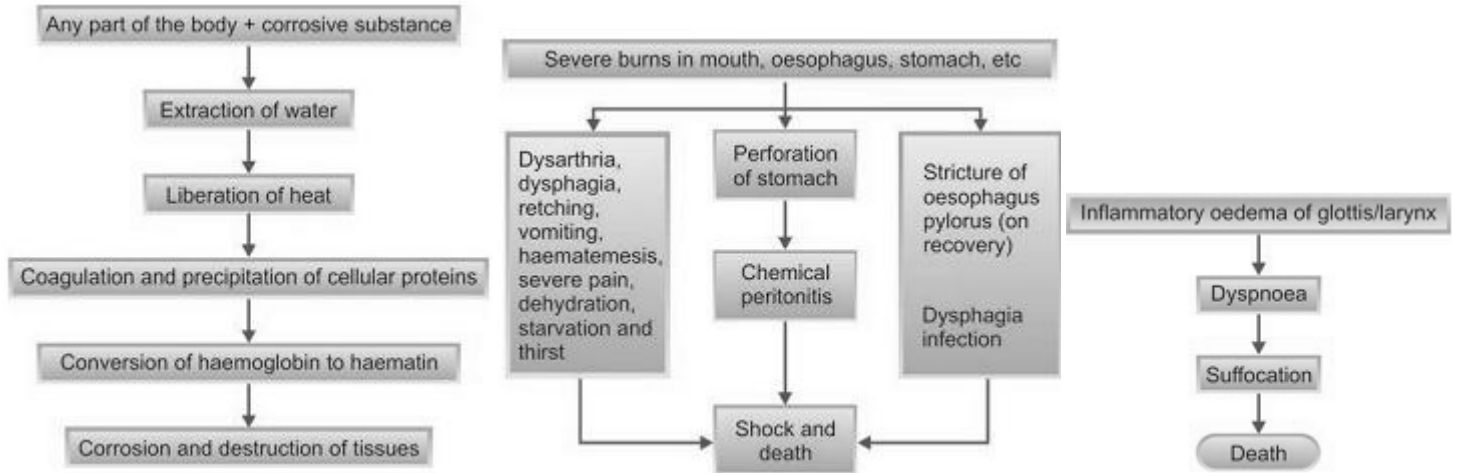 Any part of the body + corrosive substance
Extraction of water
Liberation of heat
Coagulation and precipitation of cellular proteins
Conversion of haemoglobin to haematin
Corrosion and destruction of tissues
Severe burns in mouth, oesophagus, stomach, etc
Dysarthria,
dysphagia,
retching,
vomiting,
haematemesis,
severe pain,
dehydration,
starvation and
thirst
Perforation
of stomach
Chemical
peritonitis
Stricture of
oesophagus
pylorus (on
recovery)
Dysphagia
infection
Shock and
death
Inflammatory oedema of glottis/larynx
Dyspnoea
Suffocation
Death